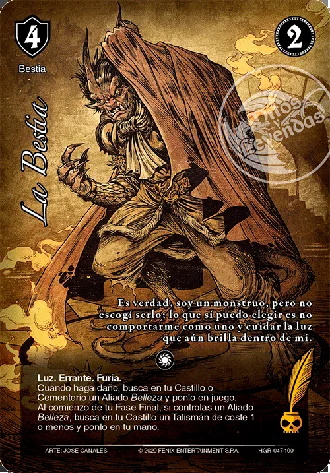 4
2
Bestia
La Bestia
Es verdad, soy un monstruo, pero no
escogí serlo; lo que sí puedo elegir es no
comportarme como uno y cuidar la luz
que aún brilla dentro de mí.
Luz. Errante. Furia.
Cuando haga daño, busca en tu Castillo o
Cementerio un Aliado Belleza y ponlo en juego.
Al comienzo de tu Fase Final, si controlas un Aliado
Belleza, busca en tu Castillo un Talismán de coste 1
o menos y ponlo en tu mano.
ARTE: JOSE CANALES
FENIX ENTERTAINMENT S.P.A.